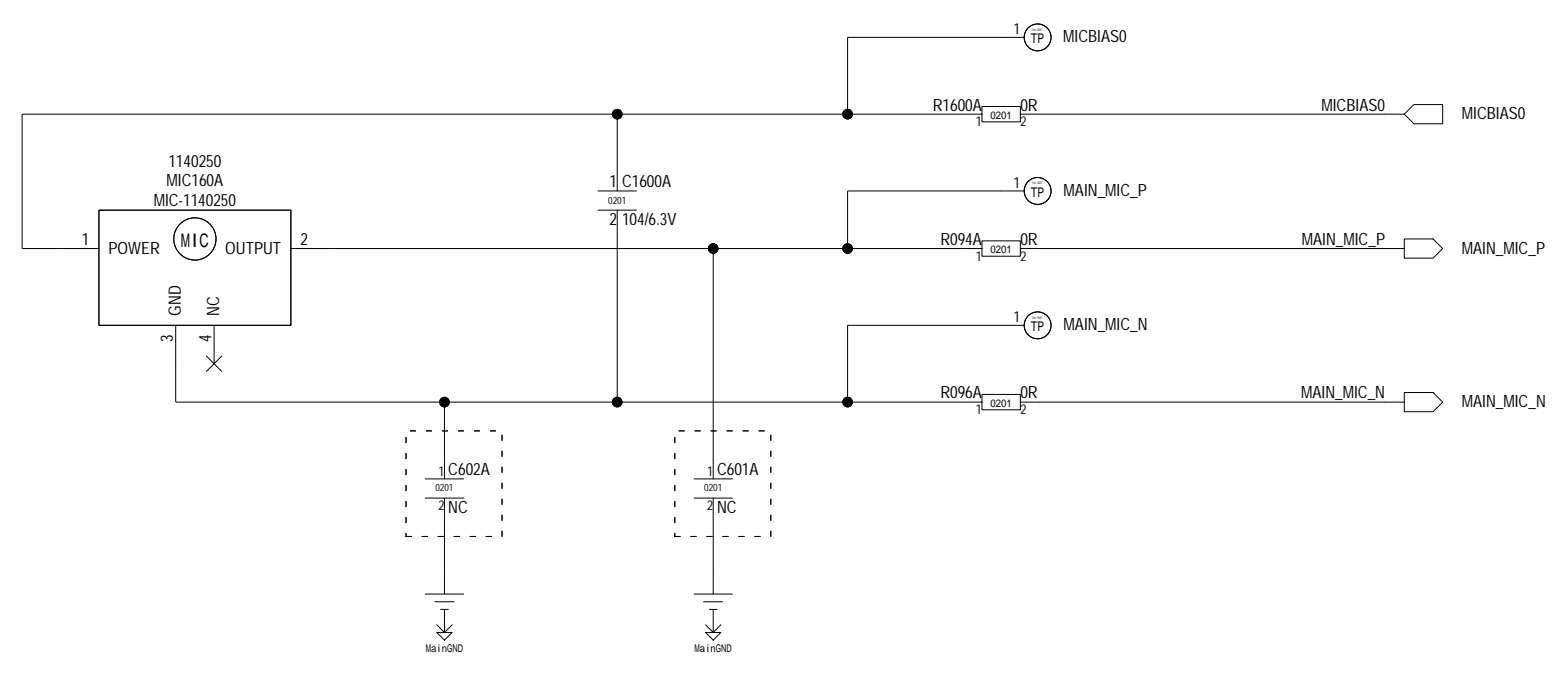 1 TP MICBIAS0
R1600A 0R
1 0201 2
MICBIAS0 MICBIAS0
1140250
MIC160A
MIC-1140250
1 POWER MIC OUTPUT 2
GND NC
3 4
1 C1600A
0201
2 104/6.3V
1 TP MAIN_MIC_P
R094A 0R
1 0201 2
MAIN_MIC_P MAIN_MIC_P
1 TP MAIN_MIC_N
R096A 0R
1 0201 2
MAIN_MIC_N MAIN_MIC_N
1 C602A
0201
2 NC
MainGND
1 C601A
0201
2 NC
MainGND